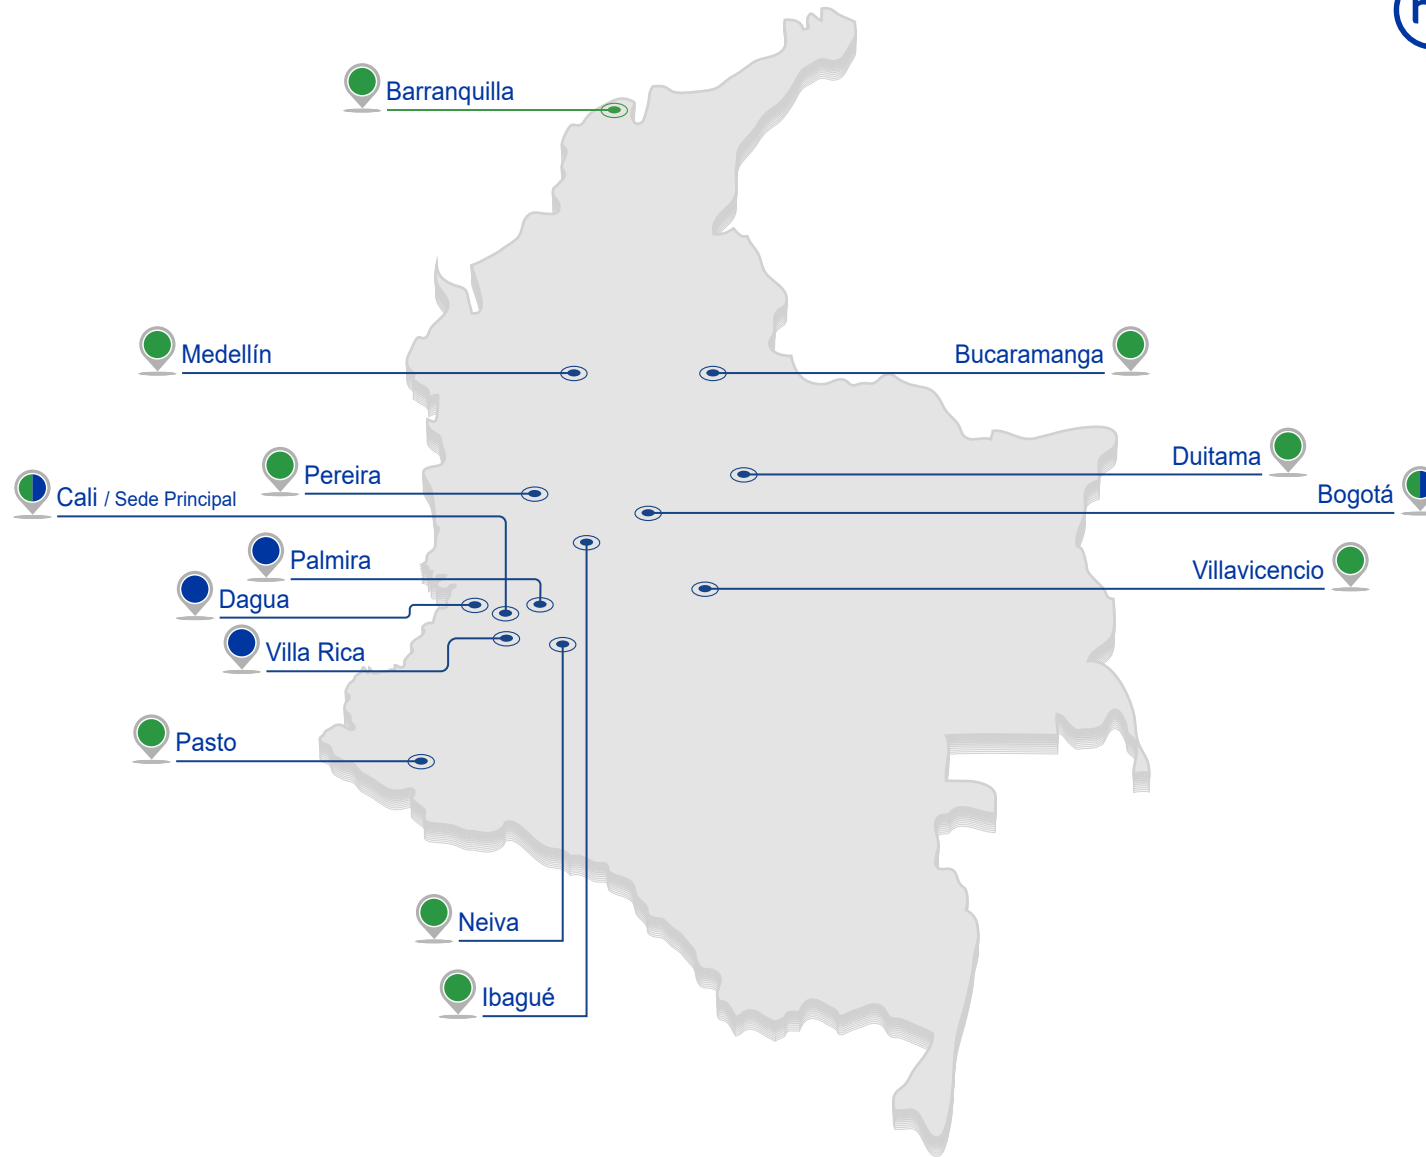 Barranquilla
Medellín
Bucaramanga
Duitama
Pereira
Cali / Sede Principal
Bogotá
Palmira
Villavicencio
Dagua
Villa Rica
Pasto
Neiva
Ibagué